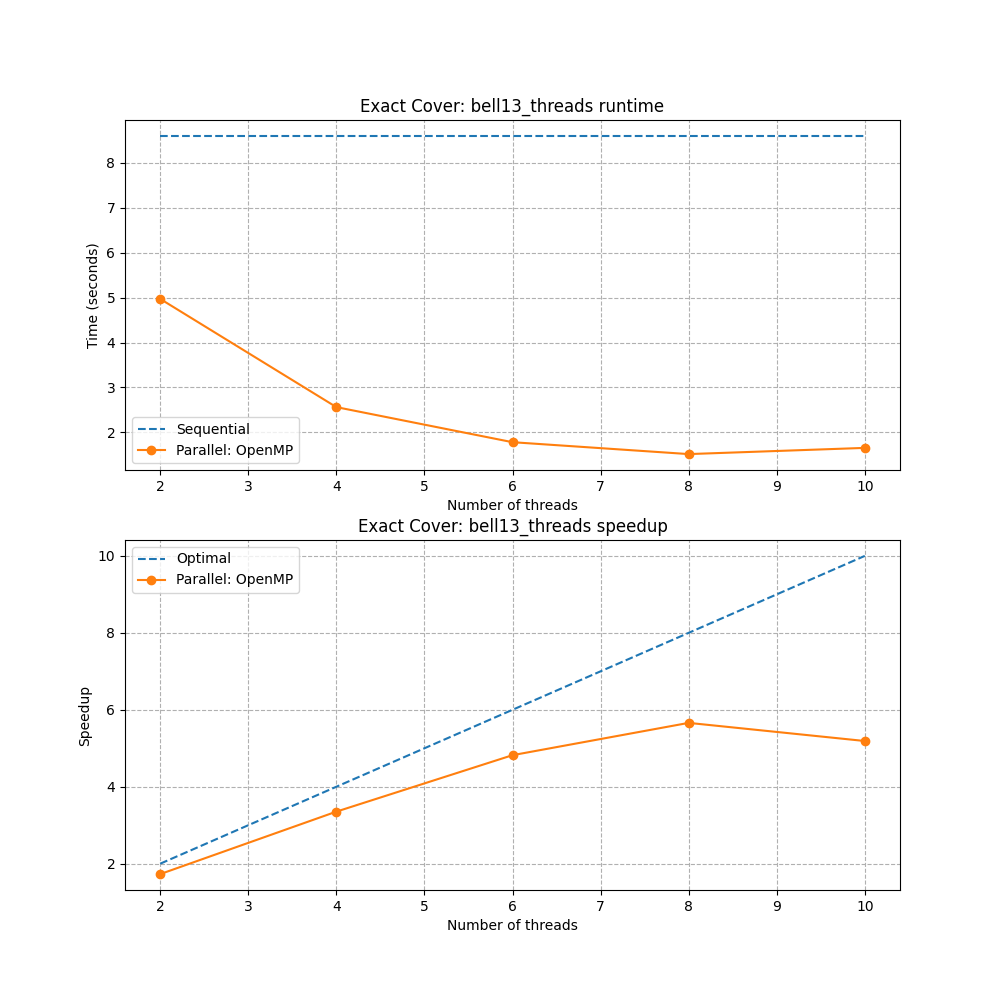 Exact Cover: bell13_threads runtime
8
7
6
5
4
3
2
Time (seconds)
Sequential
Parallel: OpenMP
2 3 4 5 6 7 8 9 10
Number of threads
Exact Cover: bell13_threads speedup
Optimal
Parallel: OpenMP
10
8
6
4
2
Speedup
2 3 4 5 6 7 8 9 10
Number of threads